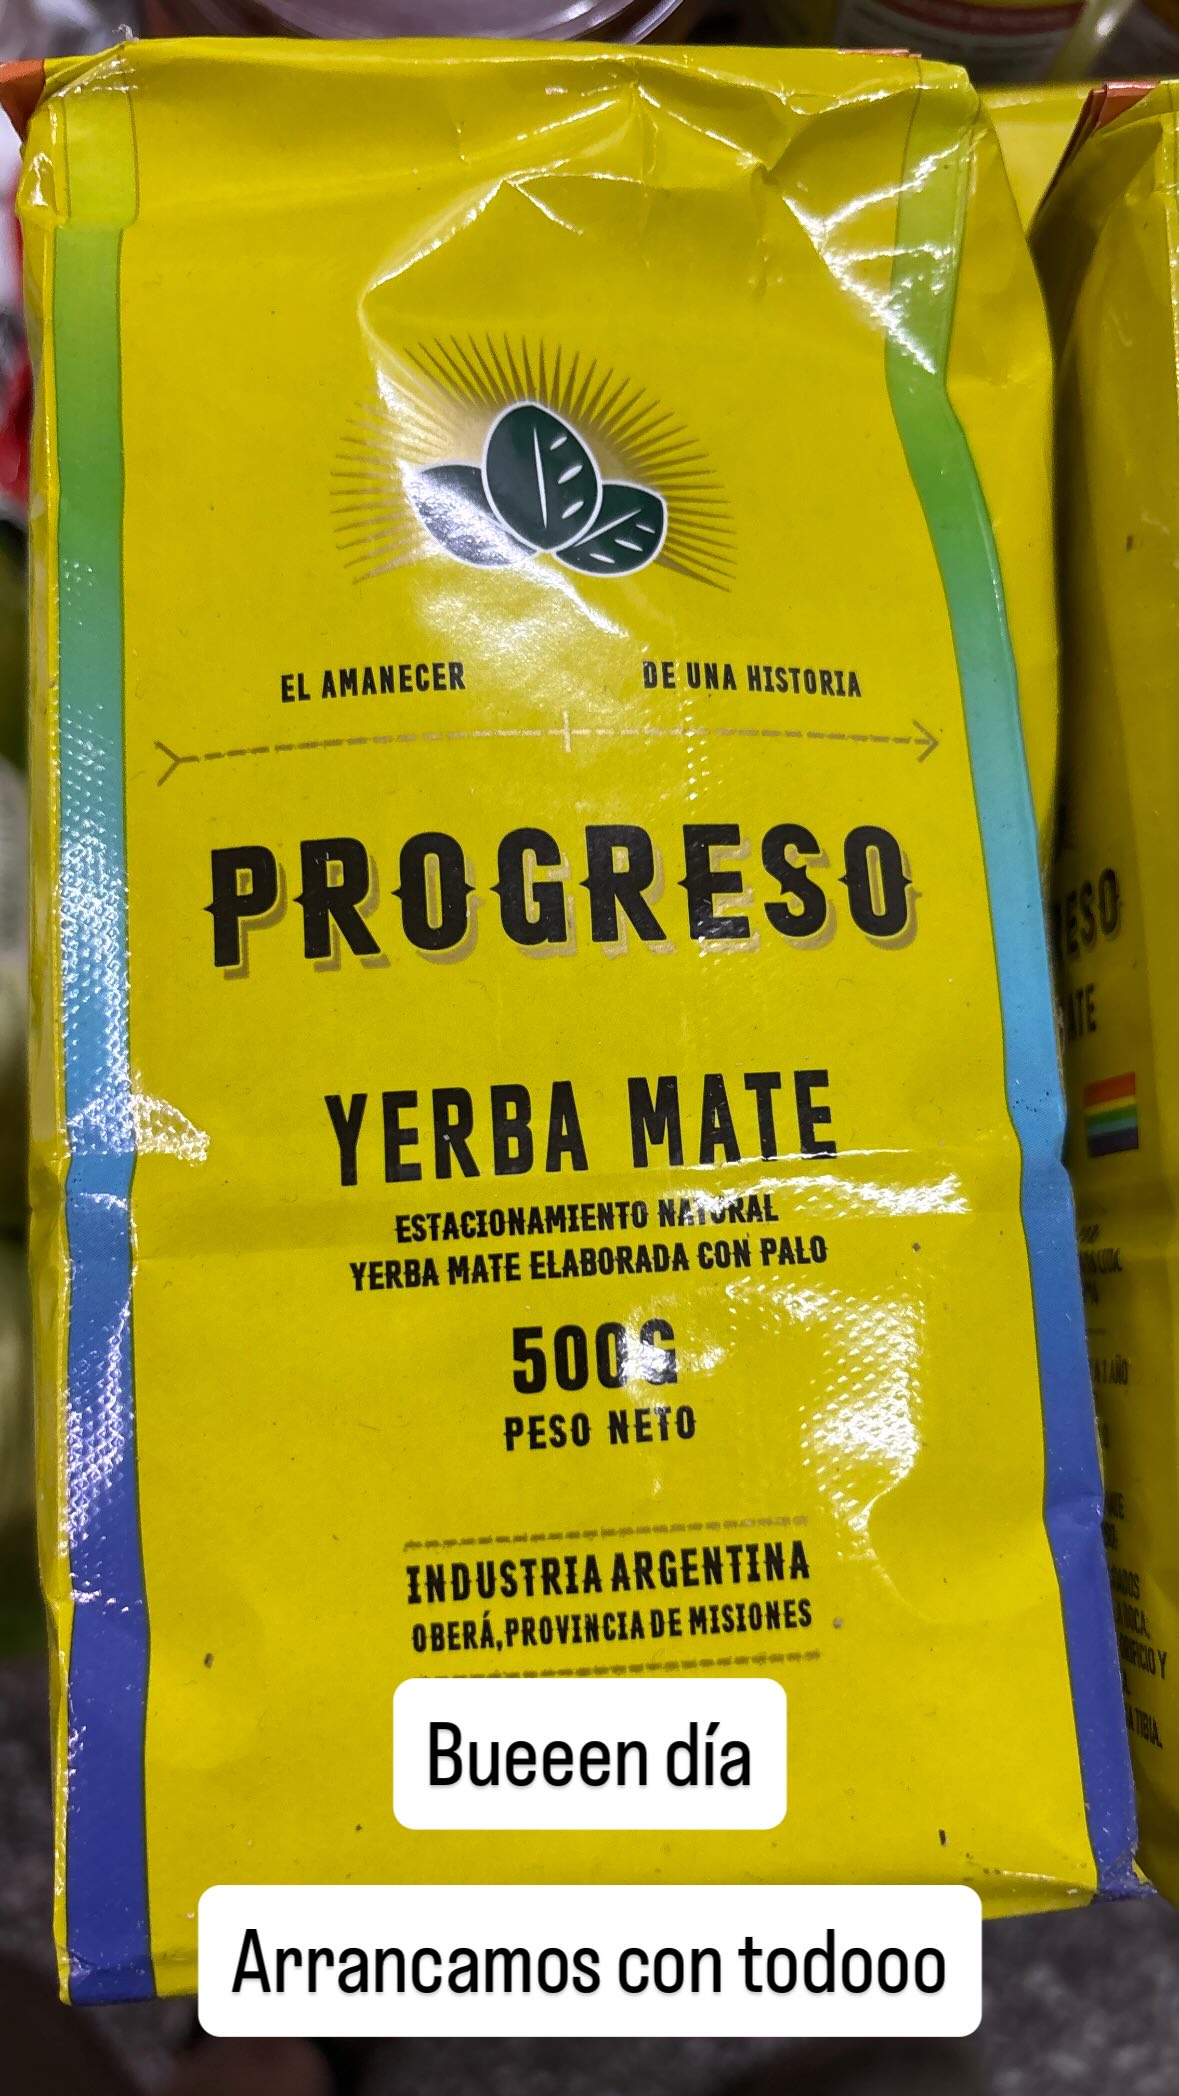 EL AMANECER DE UNA HISTORIA
PROGRESO
YERBA MATE
ESTACIONAMIENTO NATURAL
YERBA MATE ELABORADA CON PALO
500G
PESO NETO
INDUSTRIA ARGENTINA
OBERÁ, PROVINCIA DE MISIONES
Bueeen día
Arrancamos con todooo